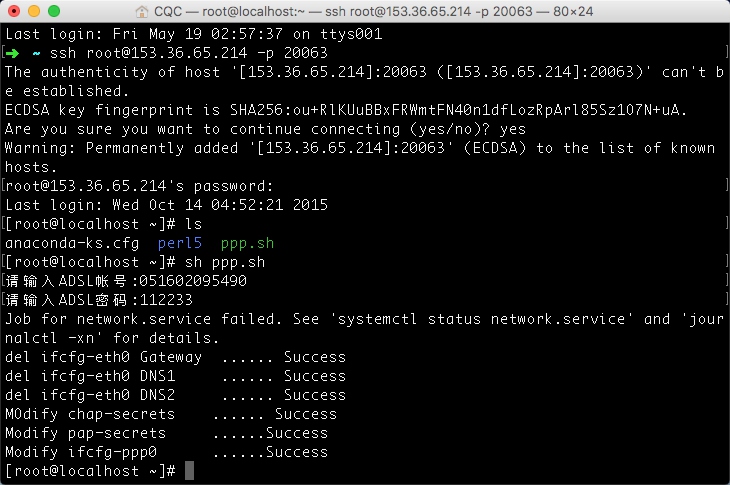 CQC — root@localhost:~ — ssh root@153.36.65.214 -p 20063 — 80×24
Last login: Fri May 19 02:57:37 on ttys001
[➜  ~ ssh root@153.36.65.214 -p 20063 ]
The authenticity of host '[153.36.65.214]:20063 ([153.36.65.214]:20063)' can't b
e established.
ECDSA key fingerprint is SHA256:ou+RlKUuBBxFRWmtFN40n1dfLozRpArl85Sz1O7N+uA.
Are you sure you want to continue connecting (yes/no)? yes
Warning: Permanently added '[153.36.65.214]:20063' (ECDSA) to the list of known
hosts.
[root@153.36.65.214's password: ]
Last login: Wed Oct 14 04:52:21 2015
[[root@localhost ~]# ls ]
anaconda-ks.cfg  perl5  ppp.sh
[[root@localhost ~]# sh ppp.sh ]
[请输入ADSL帐号:051602095490 ]
[请输入ADSL密码:112233 ]
Job for network.service failed. See 'systemctl status network.service' and 'jour
nalctl -xn' for details.
del ifcfg-eth0 Gateway  ...... Success
del ifcfg-eth0 DNS1     ...... Success
del ifcfg-eth0 DNS2     ...... Success
MOdify chap-secrets    ...... Success
Modify pap-secrets     ......Success
Modify ifcfg-ppp0      ......Success
[root@localhost ~]#